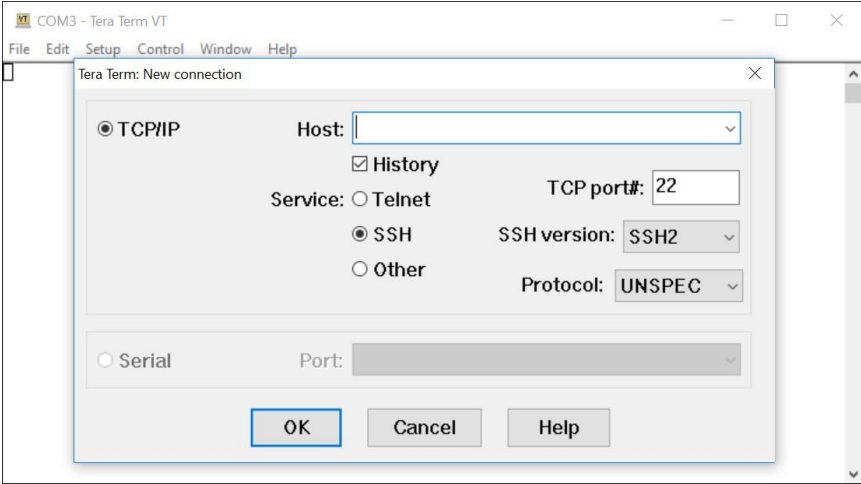 VT COM3 - Tera Term VT
File Edit Setup Control Window Help
Tera Term: New connection
TCP/IP Host:
History
Service: Telnet TCP port#: 22
SSH SSH version: SSH2
Other Protocol: UNSPEC
Serial Port:
OK Cancel Help